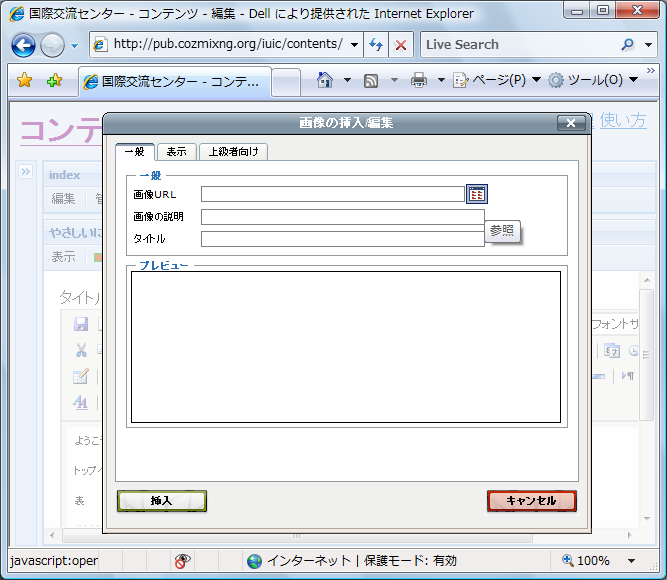 国際交流センター - コンテンツ - 編集 - Dell により提供された Internet Explorer
http://pub.cozmixng.org/iuic/contents/
Live Search
国際交流センター - コンテ...
ページ(P)
ツール(O)
コンテ
使い方
画像の挿入/編集
一般
表示
上級者向け
index
編集
一般
画像URL
画像の説明
参照
タイトル
やさしいに
表示
プレビュー
タイトル
フォントサ
ようこ
トップペ
表
挿入
キャンセル
javascript:oper
インターネット | 保護モード: 有効
100%